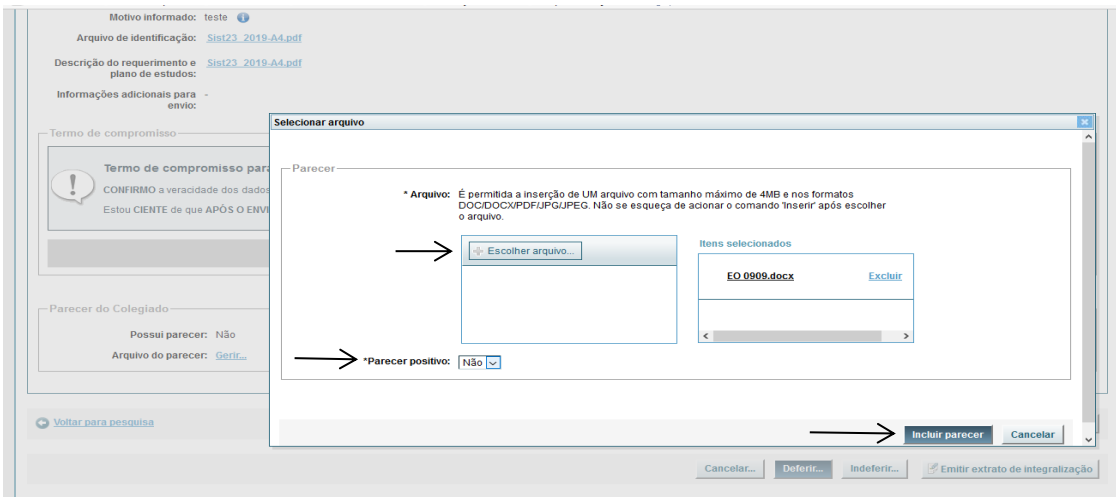 Motivo informado: teste
Arquivo de identificação: Sist23_2019-A4.pdf
Descrição do requerimento e plano de estudos: Sist23_2019-A4.pdf
Informações adicionais para envio: -
Termo de compromisso
Termo de compromisso para
CONFIRMO a veracidade dos dados
Estou CIENTE de que APÓS O ENVI
Parecer do Colegiado
Possui parecer: Não
Arquivo do parecer: Gerir...
Voltar para pesquisa
Selecionar arquivo
Parecer
* Arquivo: É permitida a inserção de UM arquivo com tamanho máximo de 4MB e nos formatos
DOC/DOCX/PDF/JPG/JPEG. Não se esqueça de acionar o comando 'Inserir' após escolher
o arquivo.
Escolher arquivo...
Itens selecionados
EO 0909.docx Excluir
*Parecer positivo: Não
Incluir parecer Cancelar
Cancelar... Deferir... Indeferir... Emitir extrato de integralização